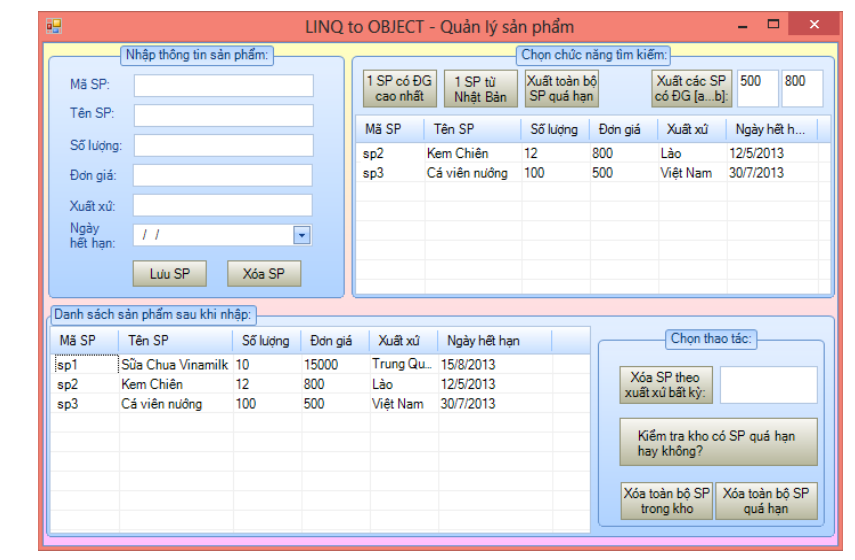 LINQ to OBJECT - Quản lý sản phẩm
Nhập thông tin sản phẩm:
Mã SP:
Tên SP:
Số lượng:
Đơn giá:
Xuất xứ:
Ngày
hết hạn:
/ /
Lưu SP
Xóa SP
Chọn chức năng tìm kiếm:
1 SP có ĐG
cao nhất
1 SP từ
Nhật Bản
Xuất toàn bộ
SP quá hạn
Xuất các SP
có ĐG [a...b]:
500
800
Mã SP Tên SP Số lượng Đơn giá Xuất xứ Ngày hết h...
sp2 Kem Chiên 12 800 Lào 12/5/2013
sp3 Cá viên nướng 100 500 Việt Nam 30/7/2013
Danh sách sản phẩm sau khi nhập:
Mã SP Tên SP Số lượng Đơn giá Xuất xứ Ngày hết hạn
sp1 Sữa Chua Vinamilk 10 15000 Trung Qu... 15/8/2013
sp2 Kem Chiên 12 800 Lào 12/5/2013
sp3 Cá viên nướng 100 500 Việt Nam 30/7/2013
Chọn thao tác:
Xóa SP theo
xuất xứ bất kỳ:
Kiểm tra kho có SP quá hạn
hay không?
Xóa toàn bộ SP
trong kho
Xóa toàn bộ SP
quá hạn